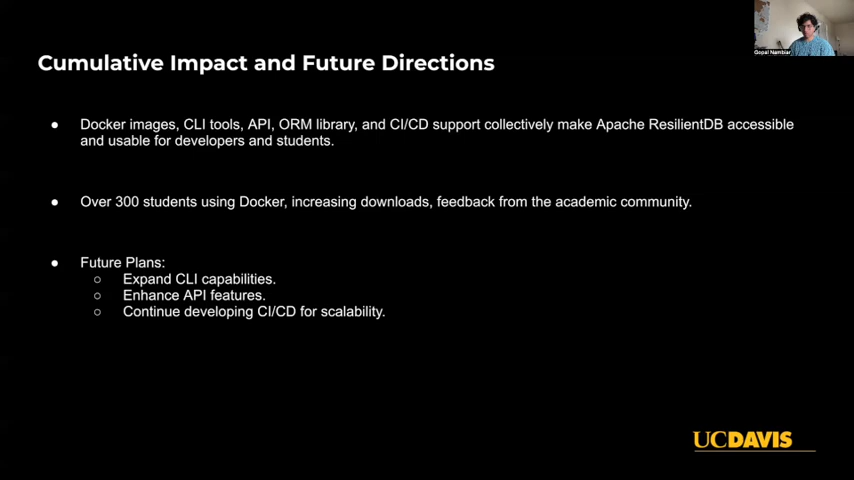 Gopal Nambiar
Cumulative Impact and Future Directions
● Docker images, CLI tools, API, ORM library, and CI/CD support collectively make Apache ResilientDB accessible
and usable for developers and students.
● Over 300 students using Docker, increasing downloads, feedback from the academic community.
● Future Plans:
○ Expand CLI capabilities.
○ Enhance API features.
○ Continue developing CI/CD for scalability.
UCDAVIS